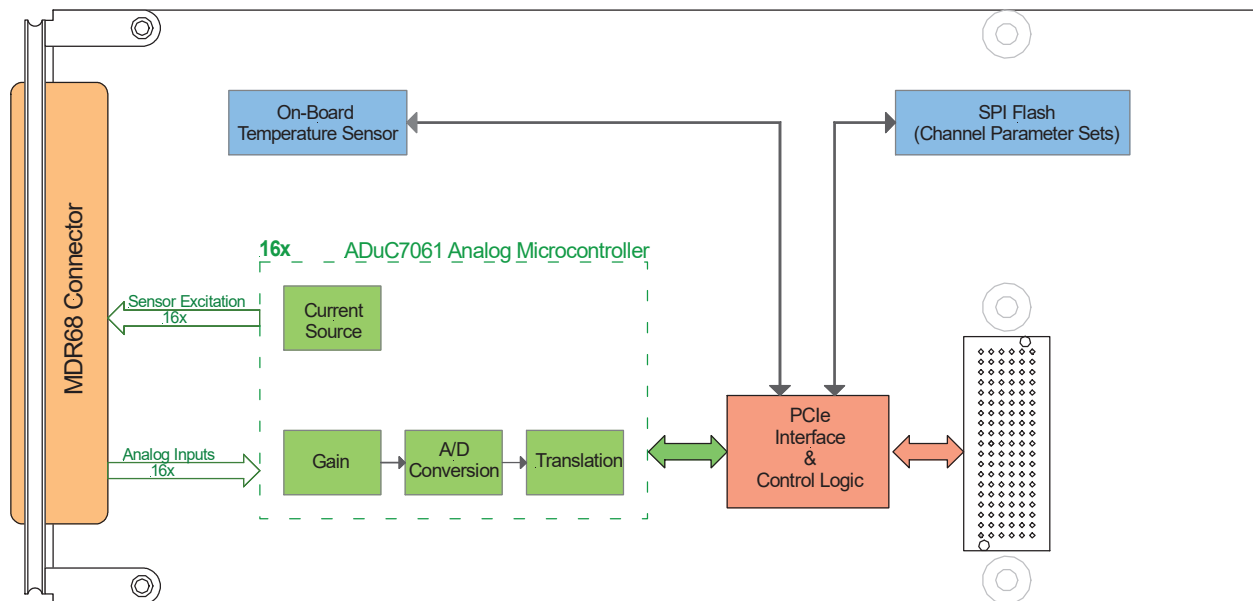 On-Board
Temperature Sensor
SPI Flash
(Channel Parameter Sets)
16x
ADuC7061 Analog Microcontroller
MDR68 Connector
Sensor Excitation
16x
Current
Source
Analog Inputs
16x
Gain
A/D
Conversion
Translation
PCIe
Interface
&
Control Logic